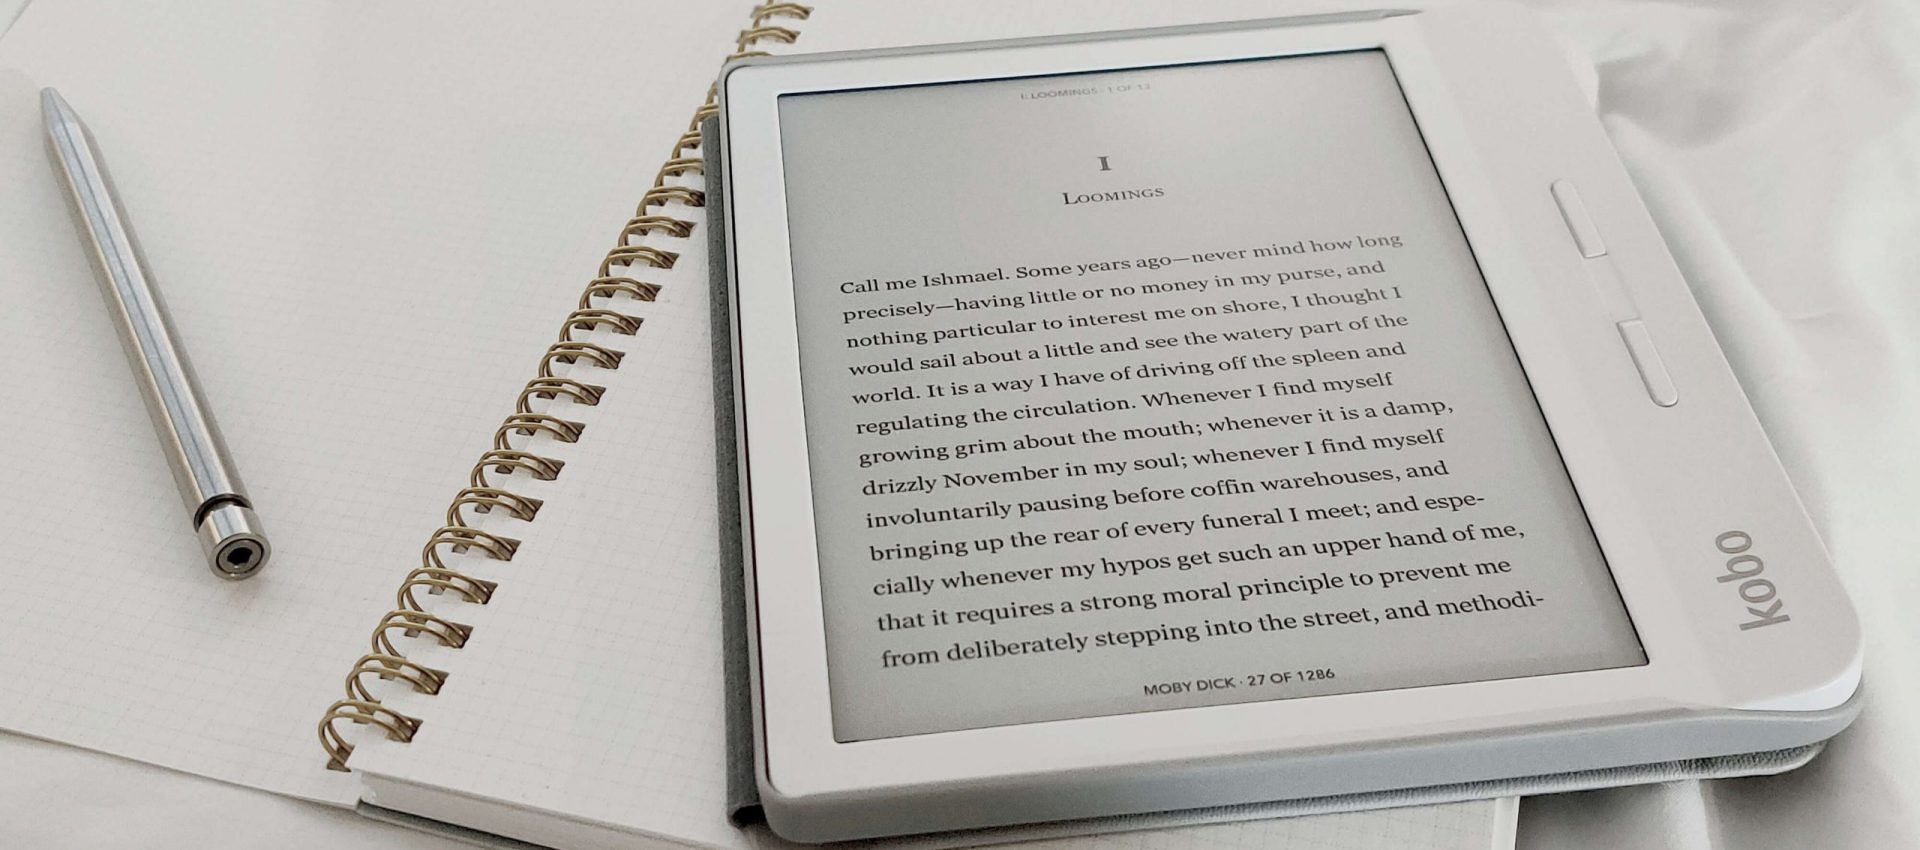 I: LOOMINGS · 1 OF 13
I
LOOMINGS
Call me Ishmael. Some years ago—never mind how long
precisely—having little or no money in my purse, and
nothing particular to interest me on shore, I thought I
would sail about a little and see the watery part of the
world. It is a way I have of driving off the spleen and
regulating the circulation. Whenever I find myself
growing grim about the mouth; whenever it is a damp,
drizzly November in my soul; whenever I find myself
involuntarily pausing before coffin warehouses, and
bringing up the rear of every funeral I meet; and espe-
cially whenever my hypos get such an upper hand of me,
that it requires a strong moral principle to prevent me
from deliberately stepping into the street, and methodi-
MOBY DICK · 27 OF 1286
kobo